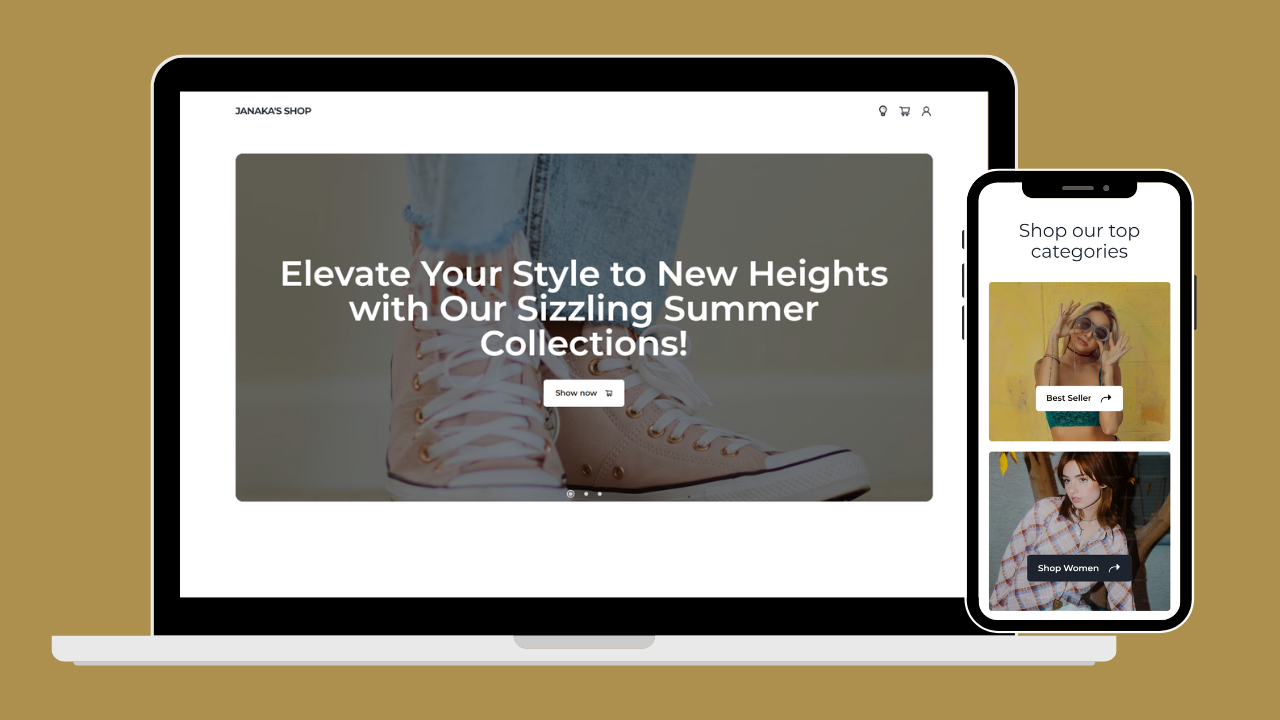 JANAKA'S SHOP
Elevate Your Style to New Heights
with Our Sizzling Summer
Collections!
Show now
Shop our top
categories
Best Seller
Shop Women